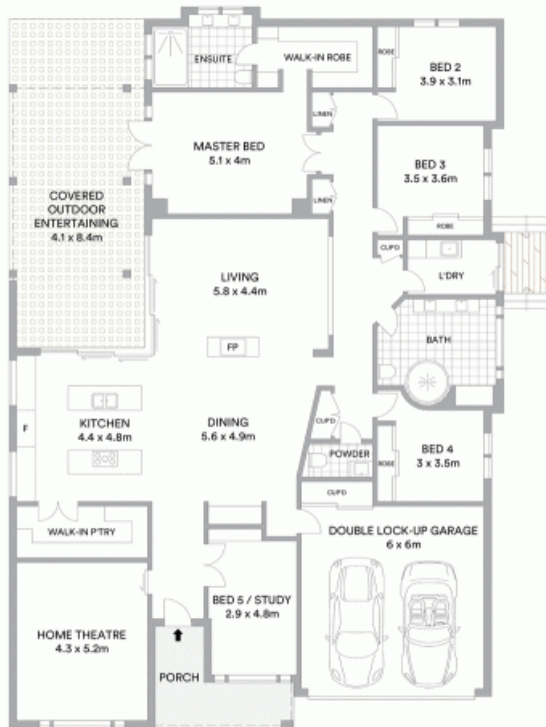 ENSUITE
WALK-IN ROBE
ROBE
BED 2
3.9 x 3.1m
LINEN
MASTER BED
5.1 x 4m
BED 3
3.5 x 3.6m
COVERED
OUTDOOR
ENTERTAINING
4.1 x 8.4m
LINEN
ROBE
CUP'D
L'DRY
LIVING
5.8 x 4.4m
FP
BATH
F
KITCHEN
4.4 x 4.8m
DINING
5.6 x 4.9m
CUP'D
POWDER
ROBE
BED 4
3 x 3.5m
CUP'D
WALK-IN P'TRY
DOUBLE LOCK-UP GARAGE
6 x 6m
BED 5 / STUDY
2.9 x 4.8m
HOME THEATRE
4.3 x 5.2m
PORCH